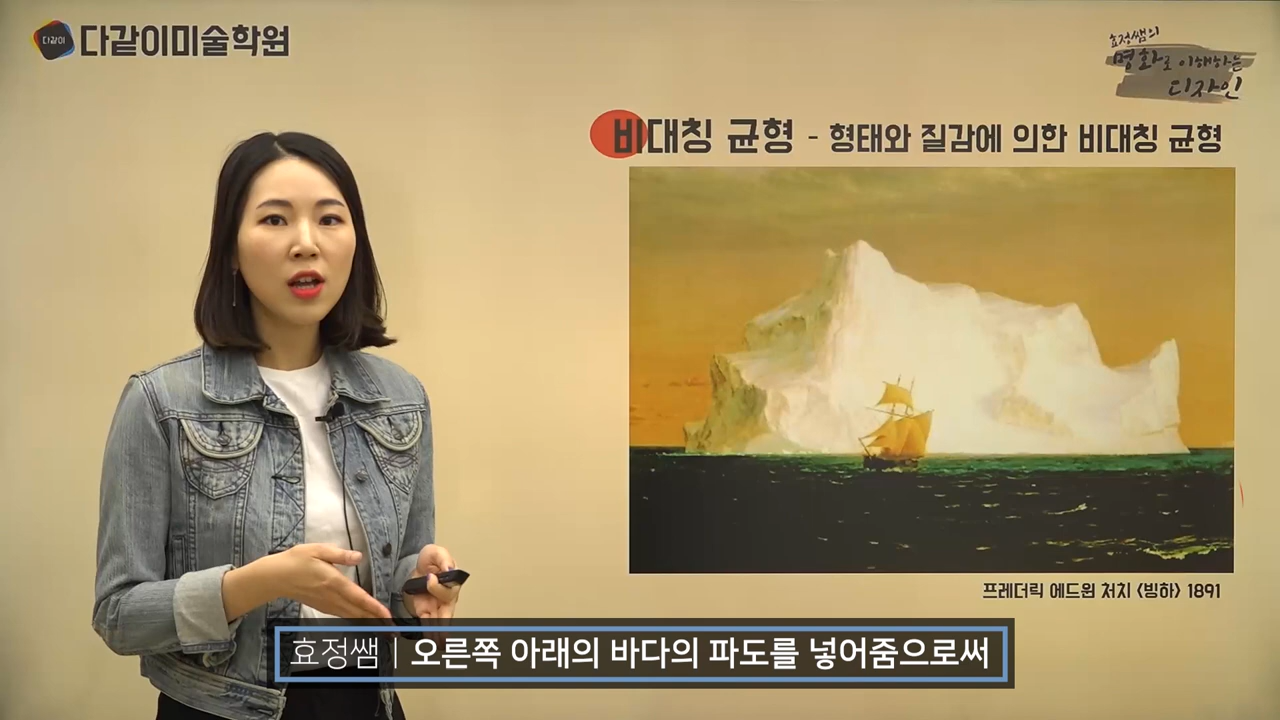 다같이
다같이미술학원
효정쌤의
명화로 이해하는
디자인
비대칭 균형 - 형태와 질감에 의한 비대칭 균형
프레더릭 에드윈 처치 <빙하> 1891
효정쌤 | 오른쪽 아래의 바다의 파도를 넣어줌으로써